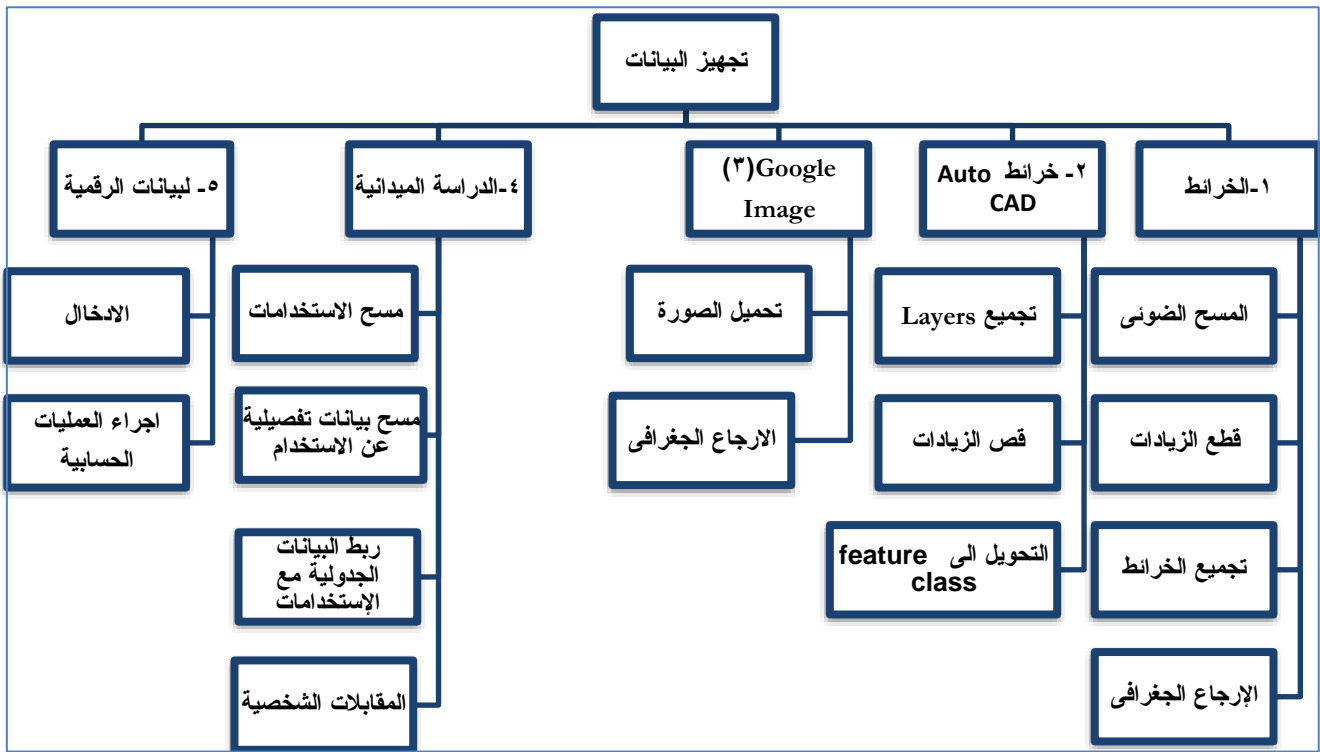 تجهيز البيانات
١-الخرائط
المسح الضوئى
قطع الزيادات
تجميع الخرائط
الإرجاع الجغرافى
٢- خرائط Auto
CAD
تجميع Layers
قص الزيادات
التحويل الى feature
class
(٣)Google
Image
تحميل الصورة
الارجاع الجغرافى
٤-الدراسة الميدانية
مسح الاستخدامات
مسح بيانات تفصيلية
عن الاستخدام
ربط البيانات
الجدولية مع
الإستخدامات
المقابلات الشخصية
٥- لبيانات الرقمية
الادخال
اجراء العمليات
الحسابية